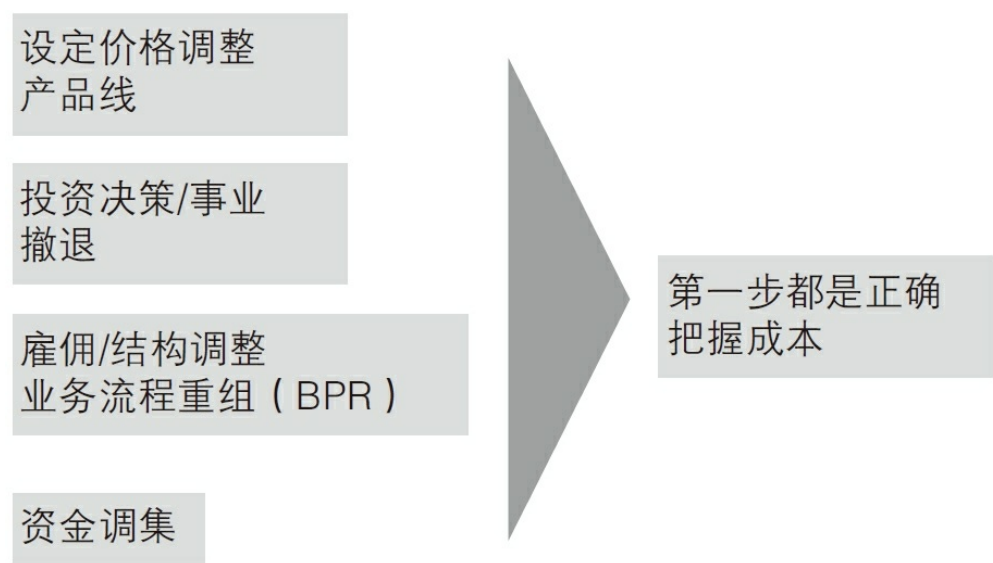 设定价格调整
产品线
投资决策/事业
撤退
雇佣/结构调整
业务流程重组（BPR）
资金调集
第一步都是正确
把握成本